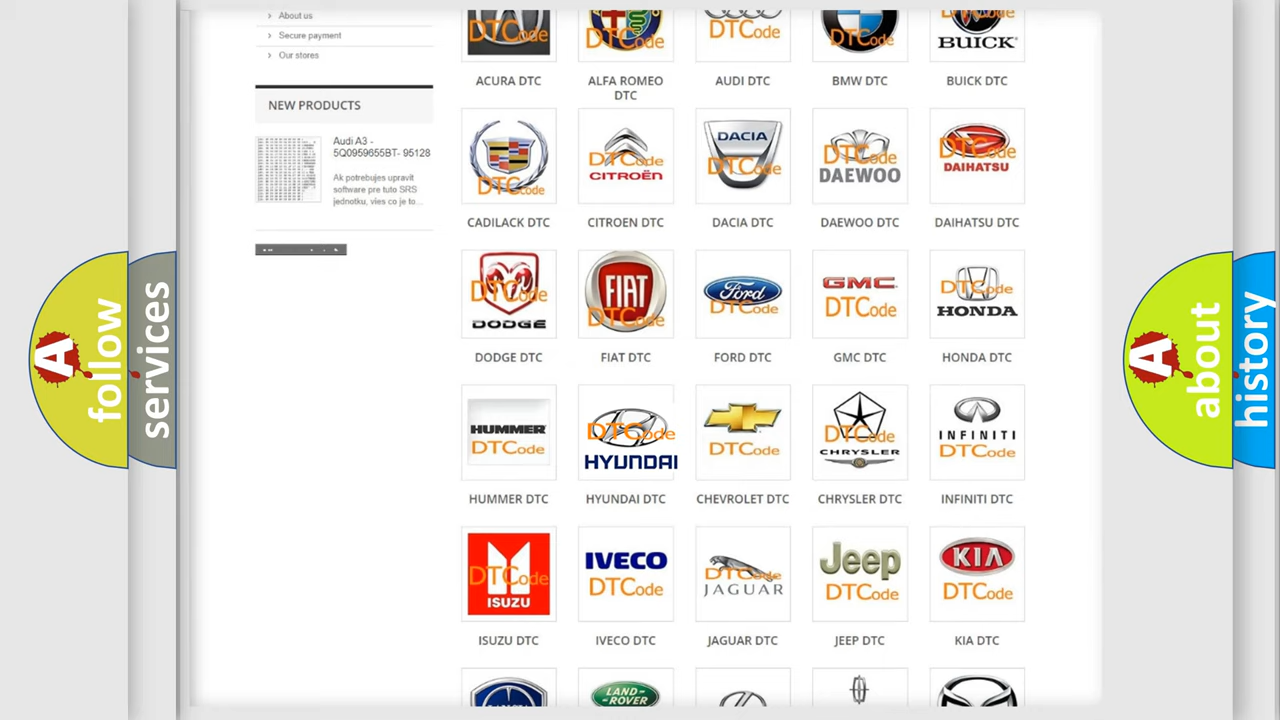 About us
Secure payment
Our stores
NEW PRODUCTS
Audi A3 -
5Q0959655BT- 95128
Ak potrebujes upravit
software pre tuto SRS
jednotku, vies co je to...
DTCode DTCode DTCode DTCode BUICK
ACURA DTC ALFA ROMEO DTC AUDI DTC BMW DTC BUICK DTC
DTCode
DTCode CITROËN
DACIA DTCode
DTCode DAEWOO
DTCode DAIHATSU
CADILACK DTC CITROEN DTC DACIA DTC DAEWOO DTC DAIHATSU DTC
DTCode DODGE
FIAT DTCode
Ford DTCode
GMC DTCode
DTCode HONDA
DODGE DTC FIAT DTC FORD DTC GMC DTC HONDA DTC
HUMMER DTCode
DTCode HYUNDAI
DTCode
DTCode CHRYSLER
INFINITI DTCode
HUMMER DTC HYUNDAI DTC CHEVROLET DTC CHRYSLER DTC INFINITI DTC
DTCode ISUZU
IVECO DTCode
DTCode JAGUAR
Jeep DTCode
KIA DTCode
ISUZU DTC IVECO DTC JAGUAR DTC JEEP DTC KIA DTC
LAND-
ROVER
A follow
services
A about
history